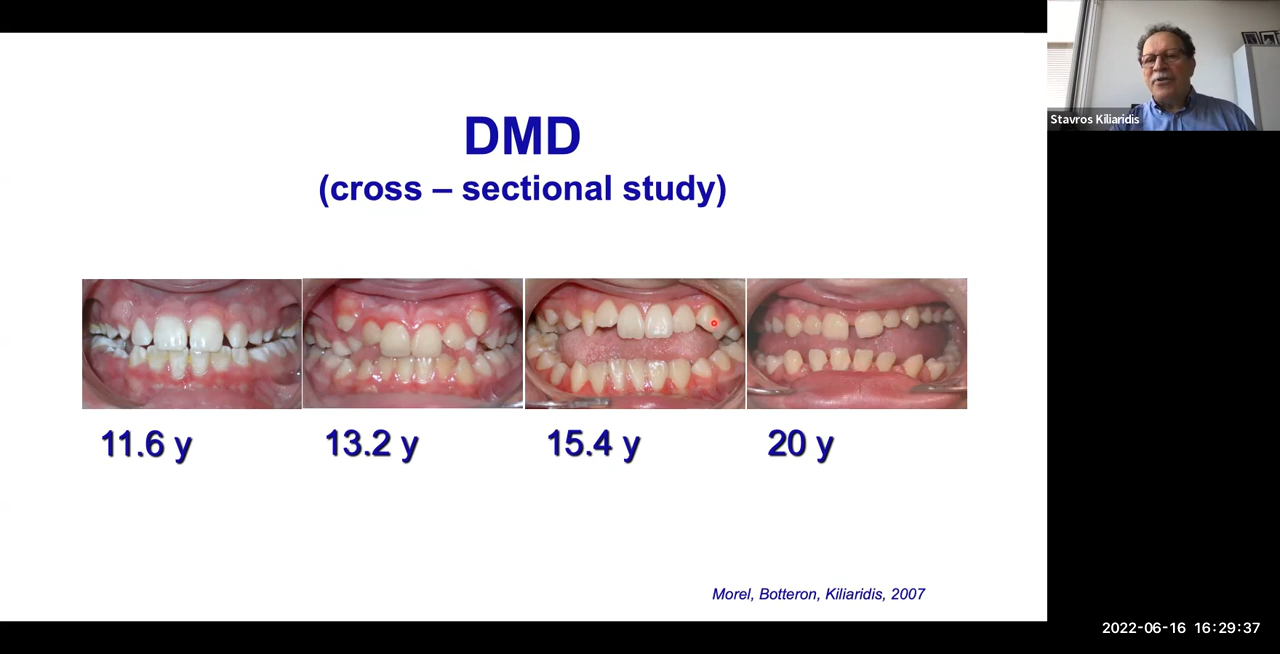 DMD
(cross – sectional study)
11.6 y
13.2 y
15.4 y
20 y
Morel, Botteron, Kiliaridis, 2007
Stavros Kiliaridis
2022-06-16 16:29:37